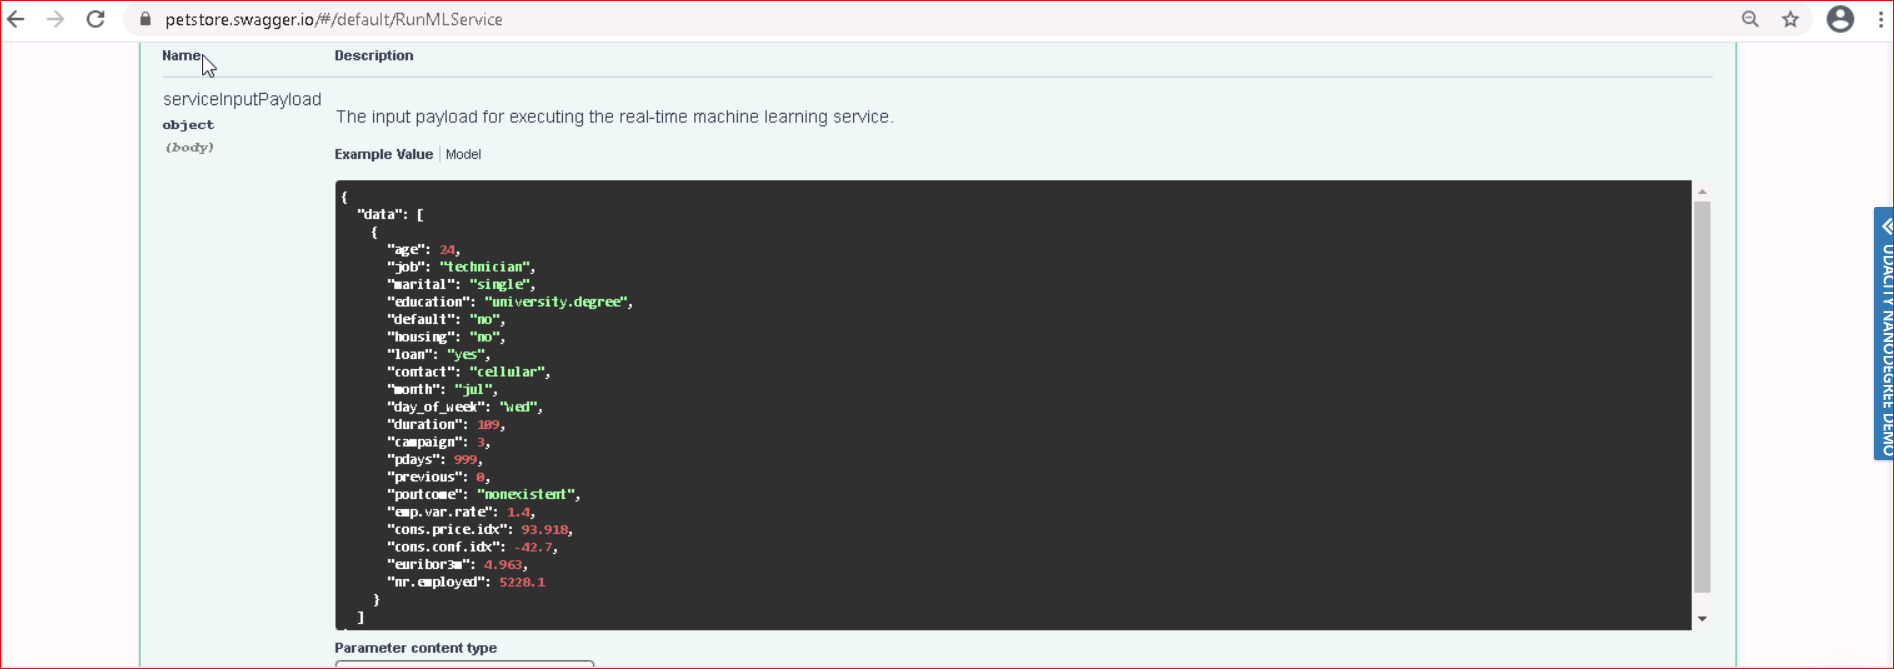 petstore.swagger.io/#/default/RunMLService
Name
Description
serviceInputPayload
object
(body)
The input payload for executing the real-time machine learning service.
Example Value | Model
{
"data": [
{
"age": 24,
"job": "technician",
"marital": "single",
"education": "university.degree",
"default": "no",
"housing": "no",
"loan": "yes",
"contact": "cellular",
"month": "jul",
"day_of_week": "wed",
"duration": 109,
"campaign": 3,
"pdays": 999,
"previous": 0,
"poutcome": "nonexistent",
"emp.var.rate": 1.4,
"cons.price.idx": 93.918,
"cons.conf.idx": -42.7,
"euribor3m": 4.963,
"nr.employed": 5228.1
}
]
Parameter content type
UDACITY NANODEGREE DEMO